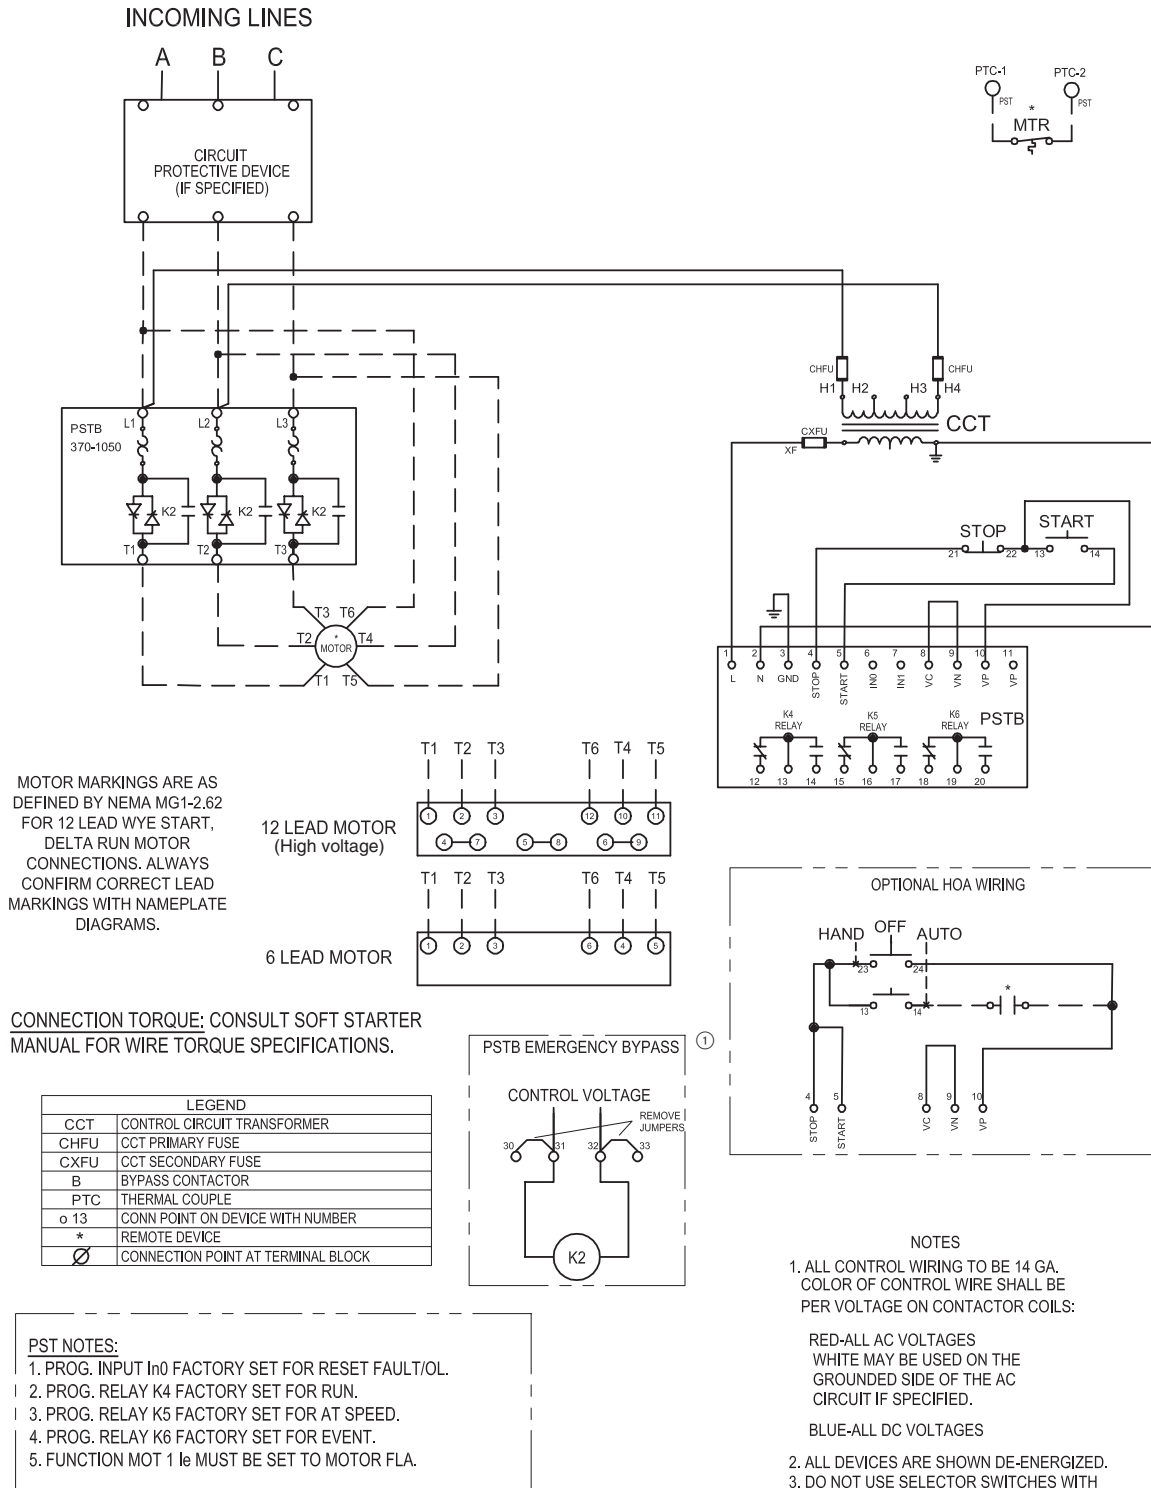 INCOMING LINES
A B C
CIRCUIT
PROTECTIVE DEVICE
(IF SPECIFIED)
PTC-1 PTC-2
PST PST
*
MTR
CHFU CHFU
H1 H2 H3 H4
CCT
CXFU
XF
PSTB
370-1050
L1 L2 L3
K2 K2 K2
T1 T2 T3
T3 T6
T2 * T4
MOTOR
T1 T5
STOP START
21 22 13 14
1 2 3 4 5 6 7 8 9 10 11
L N GND STOP START IN0 IN1 VC VN VP VP
PSTB
K4
RELAY
K5
RELAY
K6
RELAY
12 13 14 15 16 17 18 19 20
MOTOR MARKINGS ARE AS
DEFINED BY NEMA MG1-2.62
FOR 12 LEAD WYE START,
DELTA RUN MOTOR
CONNECTIONS. ALWAYS
CONFIRM CORRECT LEAD
MARKINGS WITH NAMEPLATE
DIAGRAMS.
T1 T2 T3 T6 T4 T5
12 LEAD MOTOR
(High voltage)
1 2 3 12 10 11
4 7 5 8 6 9
T1 T2 T3 T6 T4 T5
6 LEAD MOTOR
1 2 3 6 4 5
OPTIONAL HOA WIRING
HAND OFF AUTO
23 24
13 14 *
4 5 8 9 10
STOP START VC VN VP
CONNECTION TORQUE: CONSULT SOFT STARTER
MANUAL FOR WIRE TORQUE SPECIFICATIONS.
PSTB EMERGENCY BYPASS 1
CONTROL VOLTAGE
REMOVE
JUMPERS
30 31 32 33
K2
LEGEND
CCT CONTROL CIRCUIT TRANSFORMER
CHFU CCT PRIMARY FUSE
CXFU CCT SECONDARY FUSE
B BYPASS CONTACTOR
PTC THERMAL COUPLE
o 13 CONN POINT ON DEVICE WITH NUMBER
* REMOTE DEVICE
CONNECTION POINT AT TERMINAL BLOCK
PST NOTES:
1. PROG. INPUT In0 FACTORY SET FOR RESET FAULT/OL.
2. PROG. RELAY K4 FACTORY SET FOR RUN.
3. PROG. RELAY K5 FACTORY SET FOR AT SPEED.
4. PROG. RELAY K6 FACTORY SET FOR EVENT.
5. FUNCTION MOT 1 Ie MUST BE SET TO MOTOR FLA.
NOTES
1. ALL CONTROL WIRING TO BE 14 GA.
COLOR OF CONTROL WIRE SHALL BE
PER VOLTAGE ON CONTACTOR COILS:
RED-ALL AC VOLTAGES
WHITE MAY BE USED ON THE
GROUNDED SIDE OF THE AC
CIRCUIT IF SPECIFIED.
BLUE-ALL DC VOLTAGES
2. ALL DEVICES ARE SHOWN DE-ENERGIZED.
3. DO NOT USE SELECTOR SWITCHES WITH